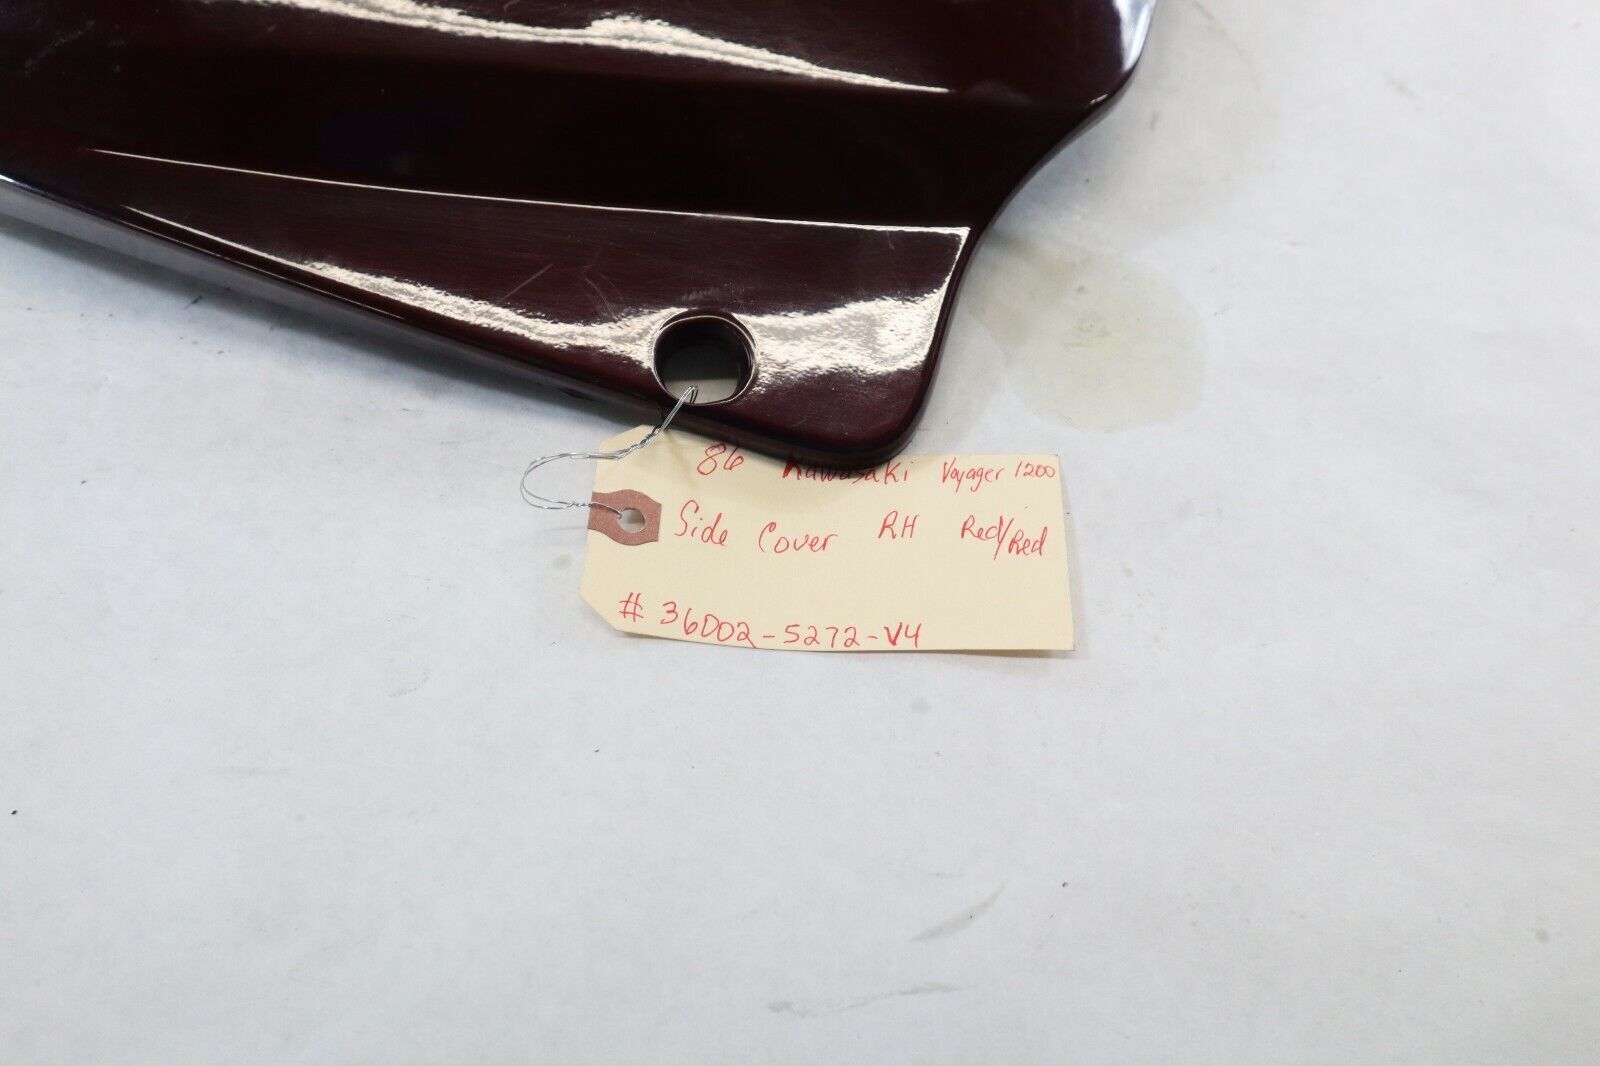 86 Kawasaki Voyager 1200
Side Cover RH Red/Red
# 36002-5272-V4